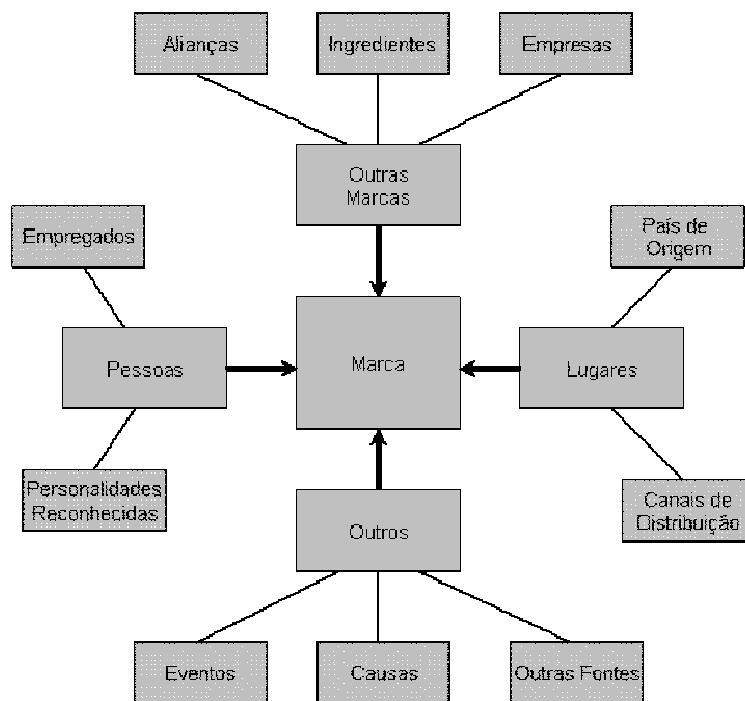 Alianças
Ingredientes
Empresas
Outras
Marcas
Empregados
País de
Origem
Pessoas
Marca
Lugares
Personalidades
Reconhecidas
Canais de
Distribuição
Outros
Eventos
Causas
Outras Fontes